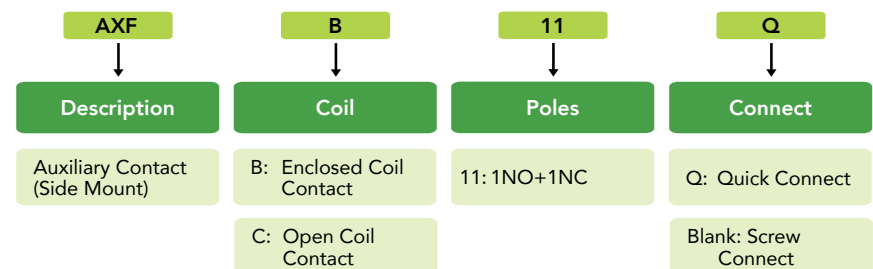 AXF
B
11
Q
Description
Coil
Poles
Connect
Auxiliary Contact
(Side Mount)
B: Enclosed Coil
Contact
11: 1NO+1NC
Q: Quick Connect
C: Open Coil
Contact
Blank: Screw
Connect